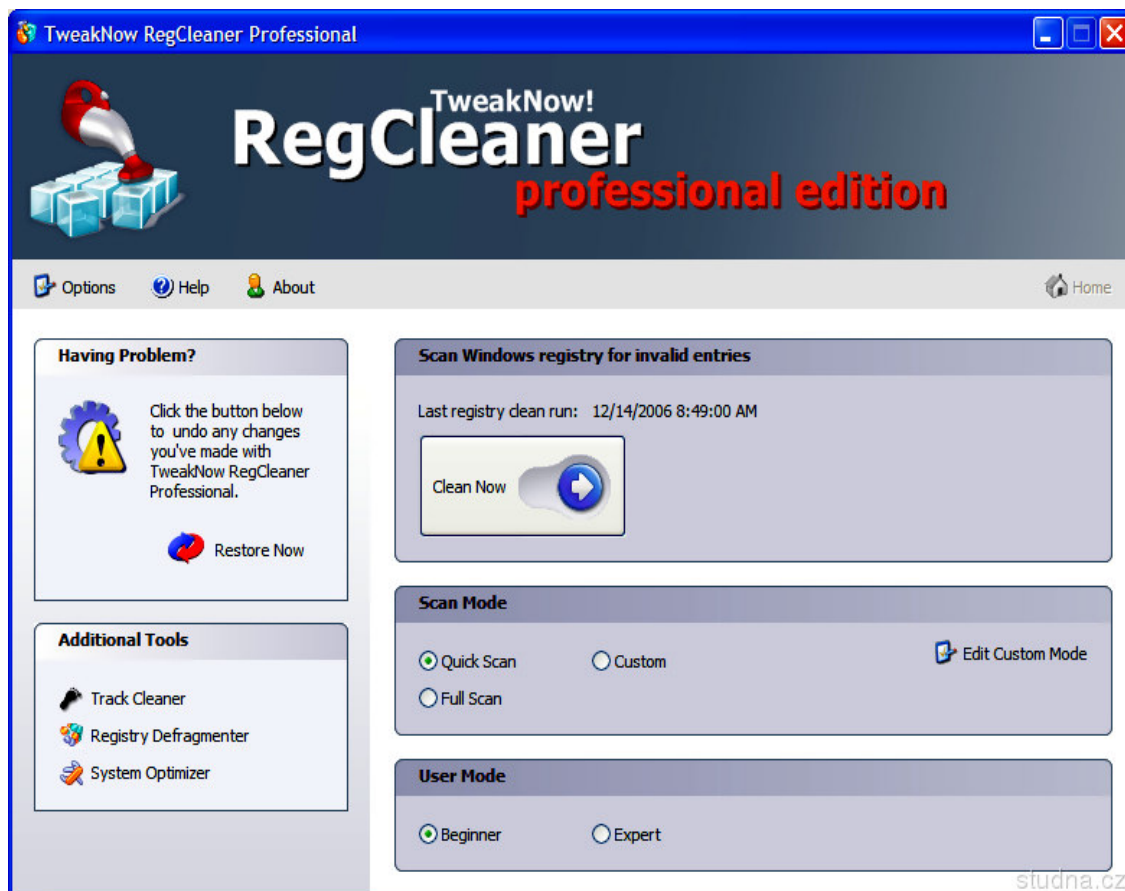 TweakNow RegCleaner Professional
TweakNow!
RegCleaner
professional edition
Options
Help
About
Home
Having Problem?
Click the button below
to undo any changes
you've made with
TweakNow RegCleaner
Professional.
Restore Now
Additional Tools
Track Cleaner
Registry Defragmenter
System Optimizer
Scan Windows registry for invalid entries
Last registry clean run: 12/14/2006 8:49:00 AM
Clean Now
Scan Mode
Quick Scan
Custom
Edit Custom Mode
Full Scan
User Mode
Beginner
Expert
studna.cz